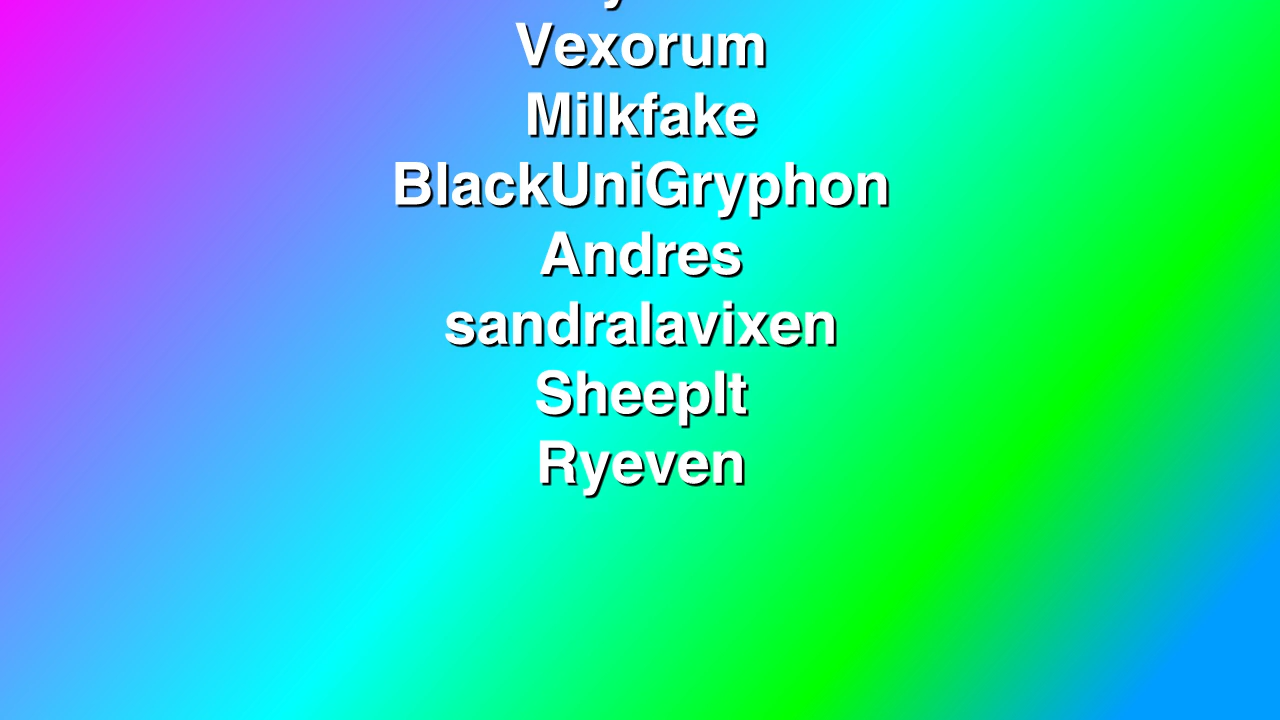 Vexorum
Milkfake
BlackUniGryphon
Andres
sandralavixen
SheepIt
Ryeven